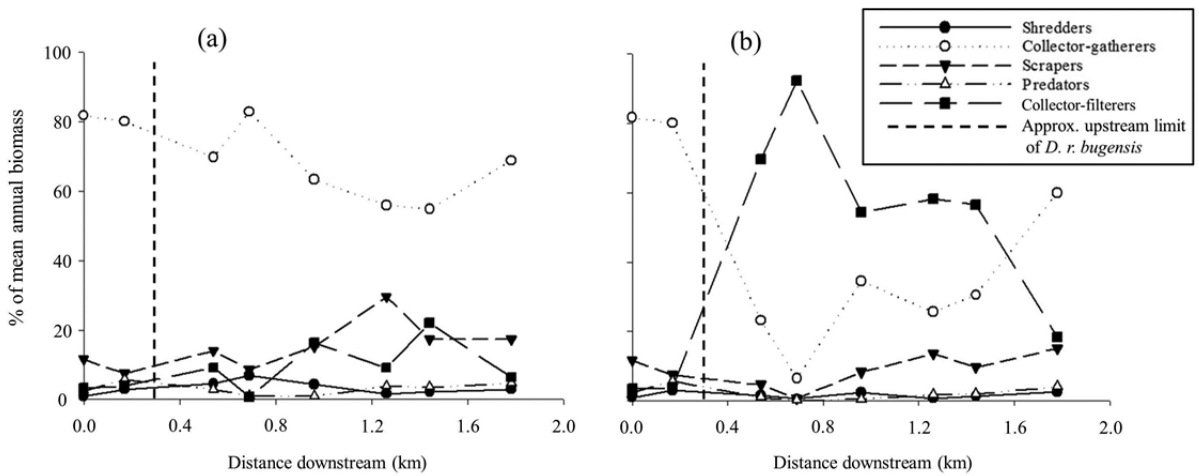 (a)
(b)
Shredders
Collector-gatherers
Scrapers
Predators
Collector-filterers
Approx. upstream limit
of D. r. bugensis
% of mean annual biomass
100
80
60
40
20
0
0.0 0.4 0.8 1.2 1.6 2.0
Distance downstream (km)
0.0 0.4 0.8 1.2 1.6 2.0
Distance downstream (km)